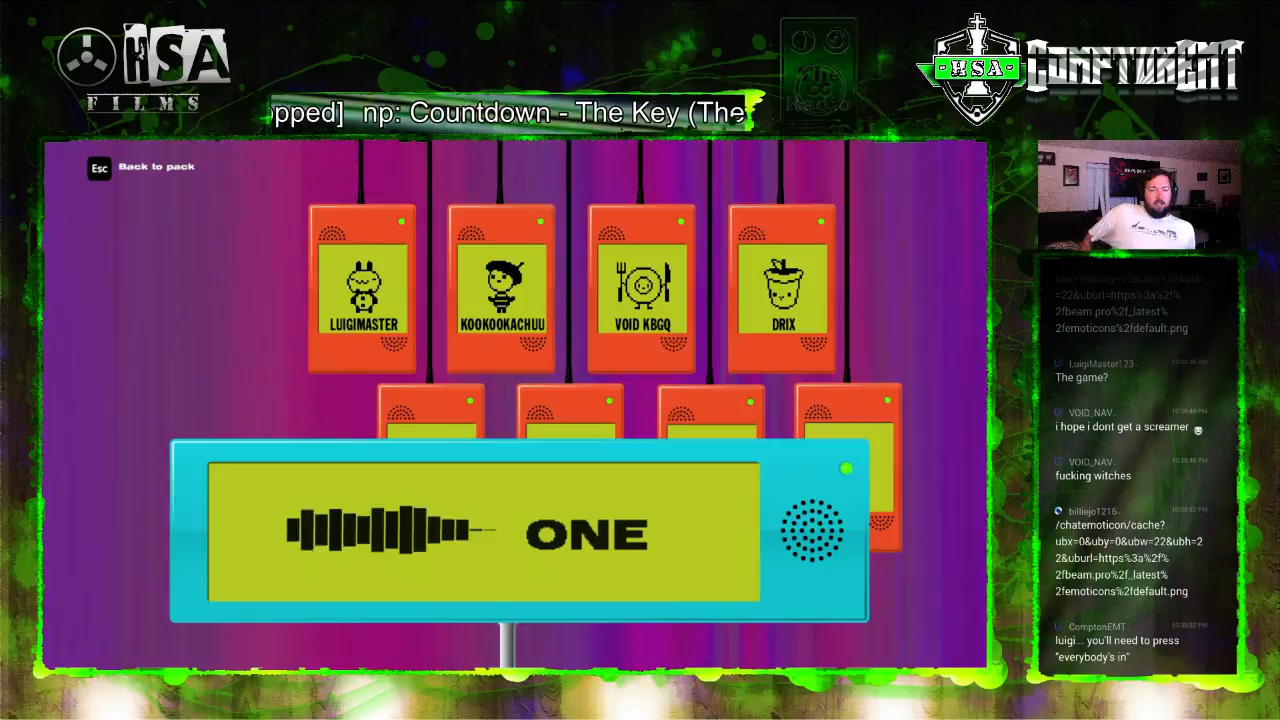 HSA
FILMS
HSA
COMPTONEMT
pped] np: Countdown - The Key (The
Esc Back to pack
LUIGIMASTER
KOOKOOKACHUU
VOID KBGQ
DRIX
ONE
=22&uburl=https%3a%2f%
2fbeam.pro%2f_latest%
2femoticons%2fdefault.png
LuigiMaster123
The game?
VOID_NAV
i hope i dont get a screamer
VOID_NAV
fucking witches
billiejo1216
/chatemoticon/cache?
ubx=0&uby=0&ubw=22&ubh=2
2&uburl=https%3a%2f%
2fbeam.pro%2f_latest%
2femoticons%2fdefault.png
ComptonEMT
luigi... you'll need to press
"everybody's in"